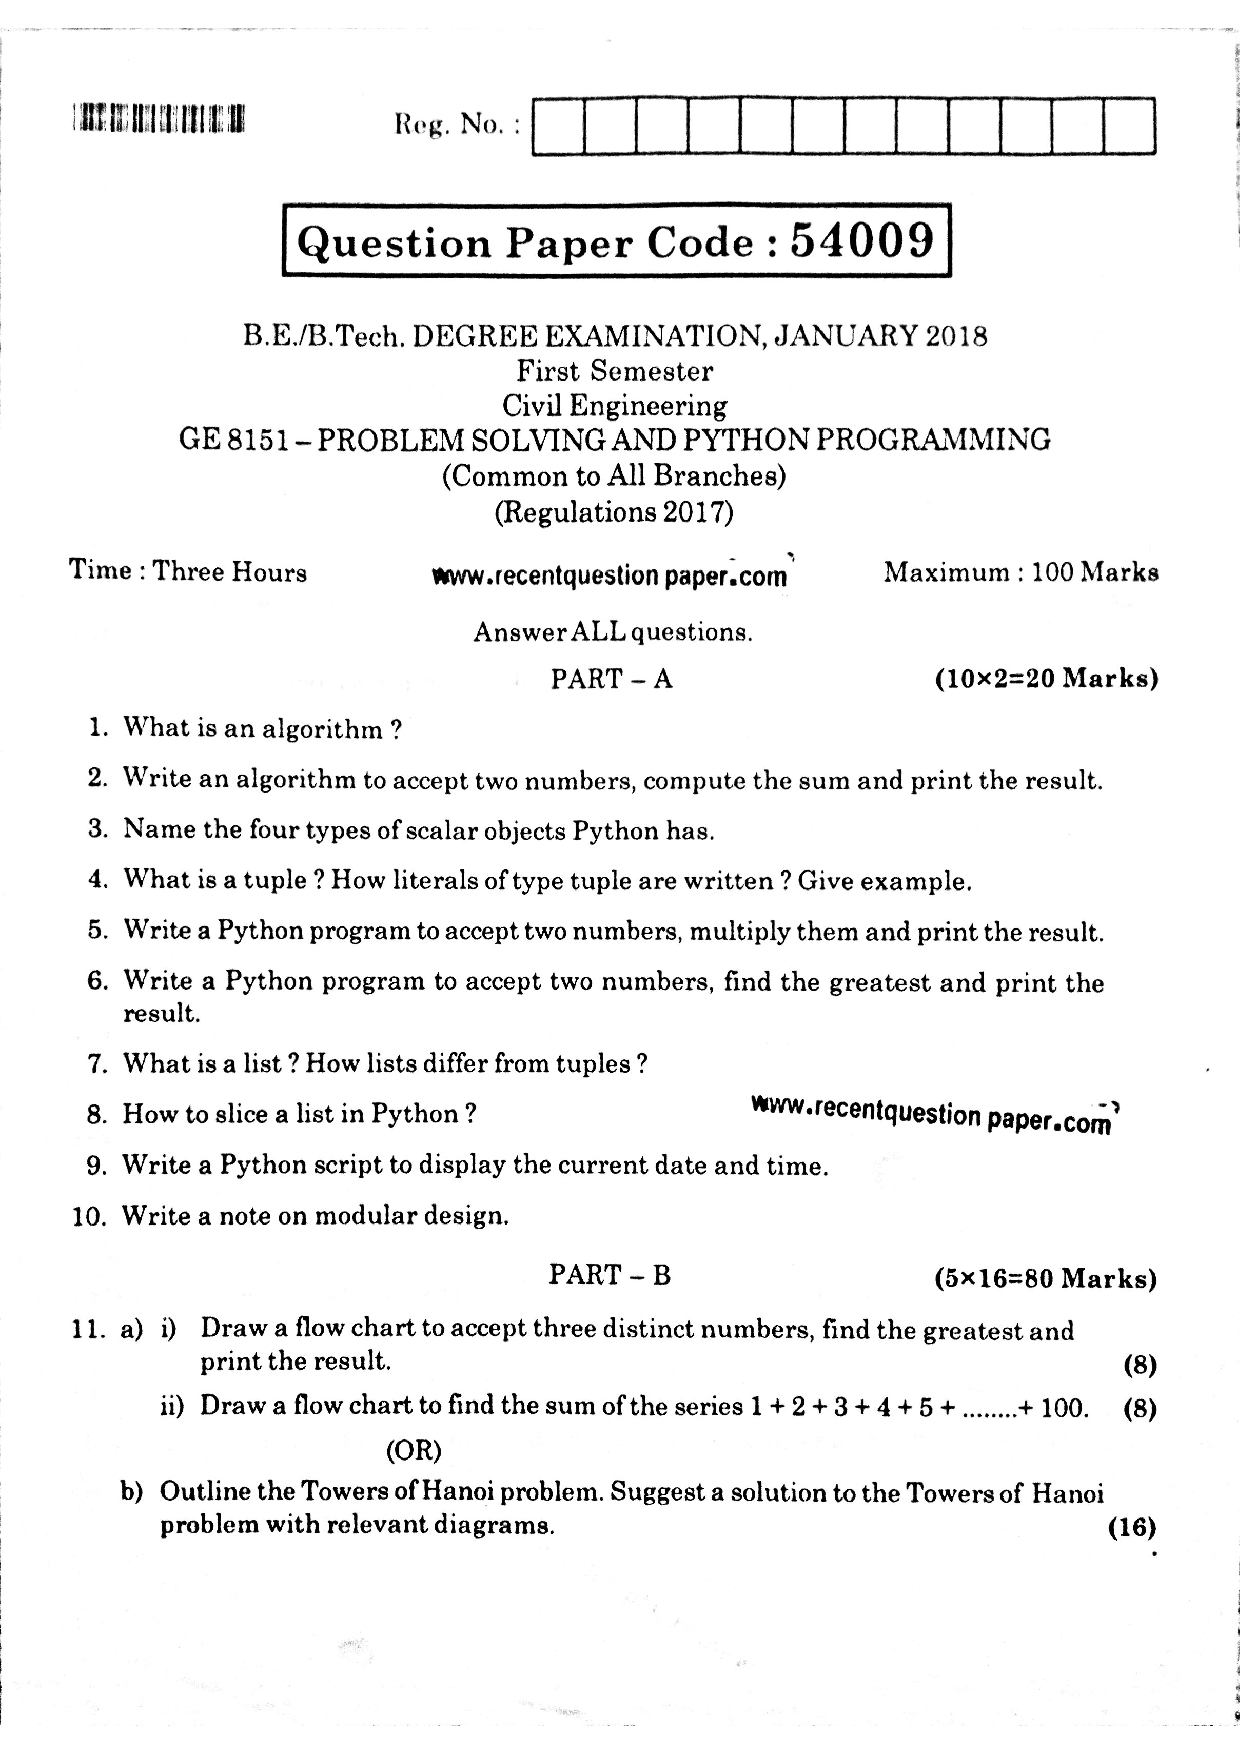 Reg. No. :
Question Paper Code : 54009
B.E./B.Tech. DEGREE EXAMINATION, JANUARY 2018
First Semester
Civil Engineering
GE 8151 – PROBLEM SOLVING AND PYTHON PROGRAMMING
(Common to All Branches)
(Regulations 2017)
Time : Three Hours www.recentquestion paper.com Maximum : 100 Marks
Answer ALL questions.
PART – A (10×2=20 Marks)
1. What is an algorithm ?
2. Write an algorithm to accept two numbers, compute the sum and print the result.
3. Name the four types of scalar objects Python has.
4. What is a tuple ? How literals of type tuple are written ? Give example.
5. Write a Python program to accept two numbers, multiply them and print the result.
6. Write a Python program to accept two numbers, find the greatest and print the
result.
7. What is a list ? How lists differ from tuples ?
8. How to slice a list in Python ? www.recentquestion paper.com
9. Write a Python script to display the current date and time.
10. Write a note on modular design.
PART – B (5×16=80 Marks)
11. a) i) Draw a flow chart to accept three distinct numbers, find the greatest and
print the result. (8)
ii) Draw a flow chart to find the sum of the series 1 + 2 + 3 + 4 + 5 + ........+ 100. (8)
(OR)
b) Outline the Towers of Hanoi problem. Suggest a solution to the Towers of Hanoi
problem with relevant diagrams. (16)